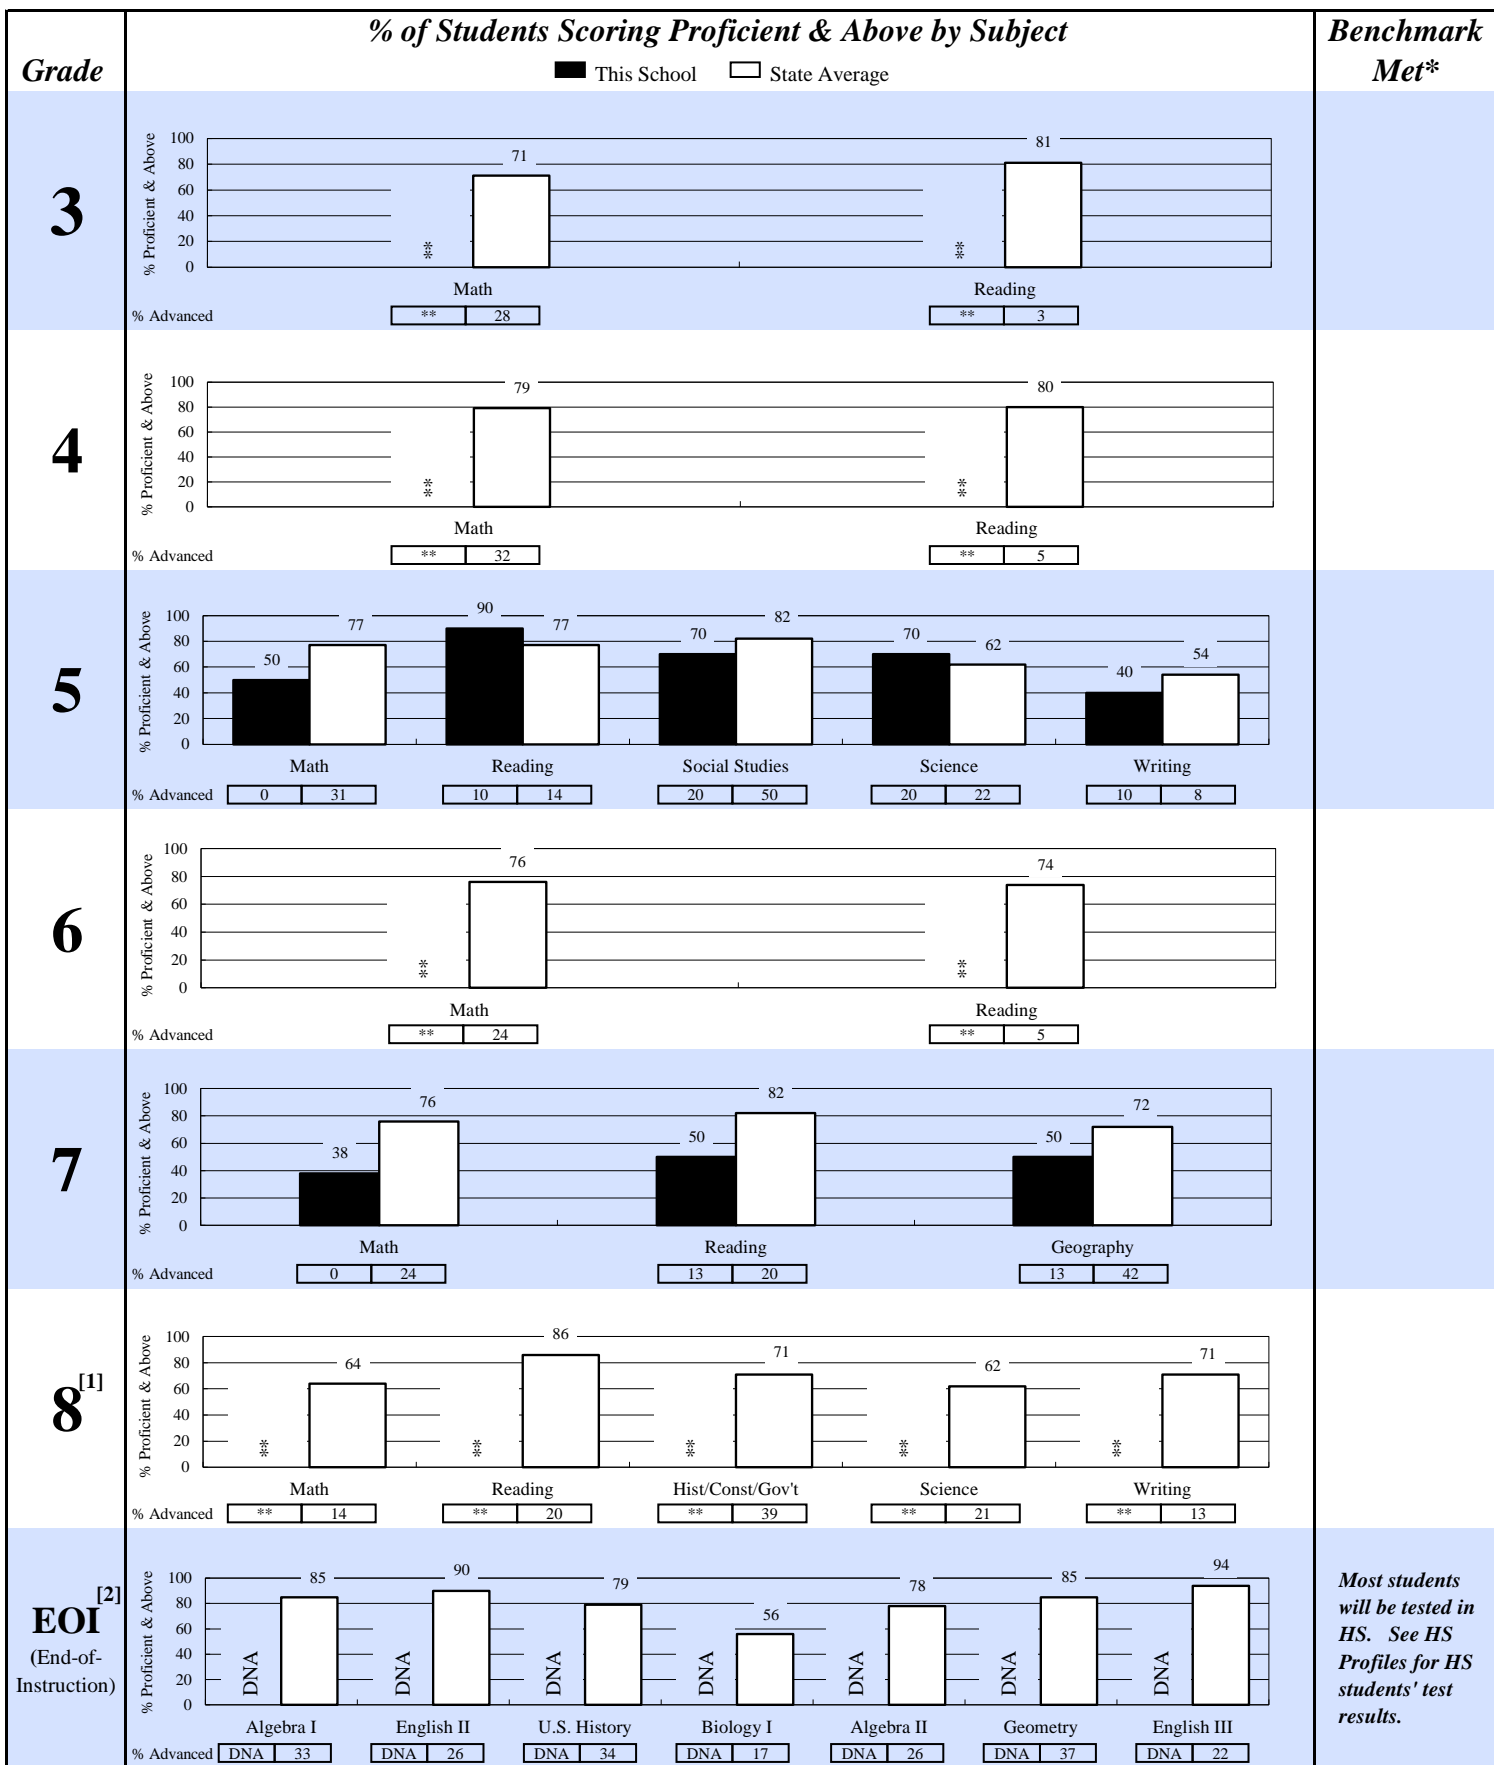 % of Students Scoring Proficient & Above by Subject
Benchmark
Met*
Grade
This School State Average
3
% Proficient & Above
100
80
60
40
20
0
71
81
** **
Math Reading
% Advanced ** 28 ** 3
4
% Proficient & Above
100
80
60
40
20
0
79
80
** **
Math Reading
% Advanced ** 32 ** 5
5
% Proficient & Above
100
80
60
40
20
0
50 77 90 77 70 82 70 62 40 54
Math Reading Social Studies Science Writing
% Advanced 0 31 10 14 20 50 20 22 10 8
6
% Proficient & Above
100
80
60
40
20
0
76
74
** **
Math Reading
% Advanced ** 24 ** 5
7
% Proficient & Above
100
80
60
40
20
0
38 76 50 82 50 72
Math Reading Geography
% Advanced 0 24 13 20 13 42
8[1]
% Proficient & Above
100
80
60
40
20
0
64 86 71 62 71
** ** ** ** **
Math Reading Hist/Const/Gov't Science Writing
% Advanced ** 14 ** 20 ** 39 ** 21 ** 13
EOI[2]
(End-of-
Instruction)
% Proficient & Above
100
80
60
40
20
0
85 90 79 56 78 85 94
DNA DNA DNA DNA DNA DNA DNA
Algebra I English II U.S. History Biology I Algebra II Geometry English III
% Advanced DNA 33 DNA 26 DNA 34 DNA 17 DNA 26 DNA 37 DNA 22
Most students
will be tested in
HS. See HS
Profiles for HS
students' test
results.